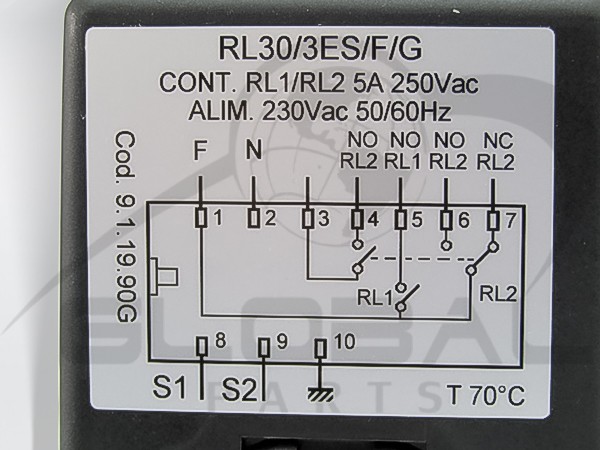 RL30/3ES/F/G
CONT. RL1/RL2 5A 250Vac
ALIM. 230Vac 50/60Hz
F N NO RL2 NO RL1 NO RL2 NC RL2
Cod. 9.1.19.90G
1 2 3 4 5 6 7
RL1 RL2
8 9 10
S1 S2
T 70°C
GLOBAL
PARTS